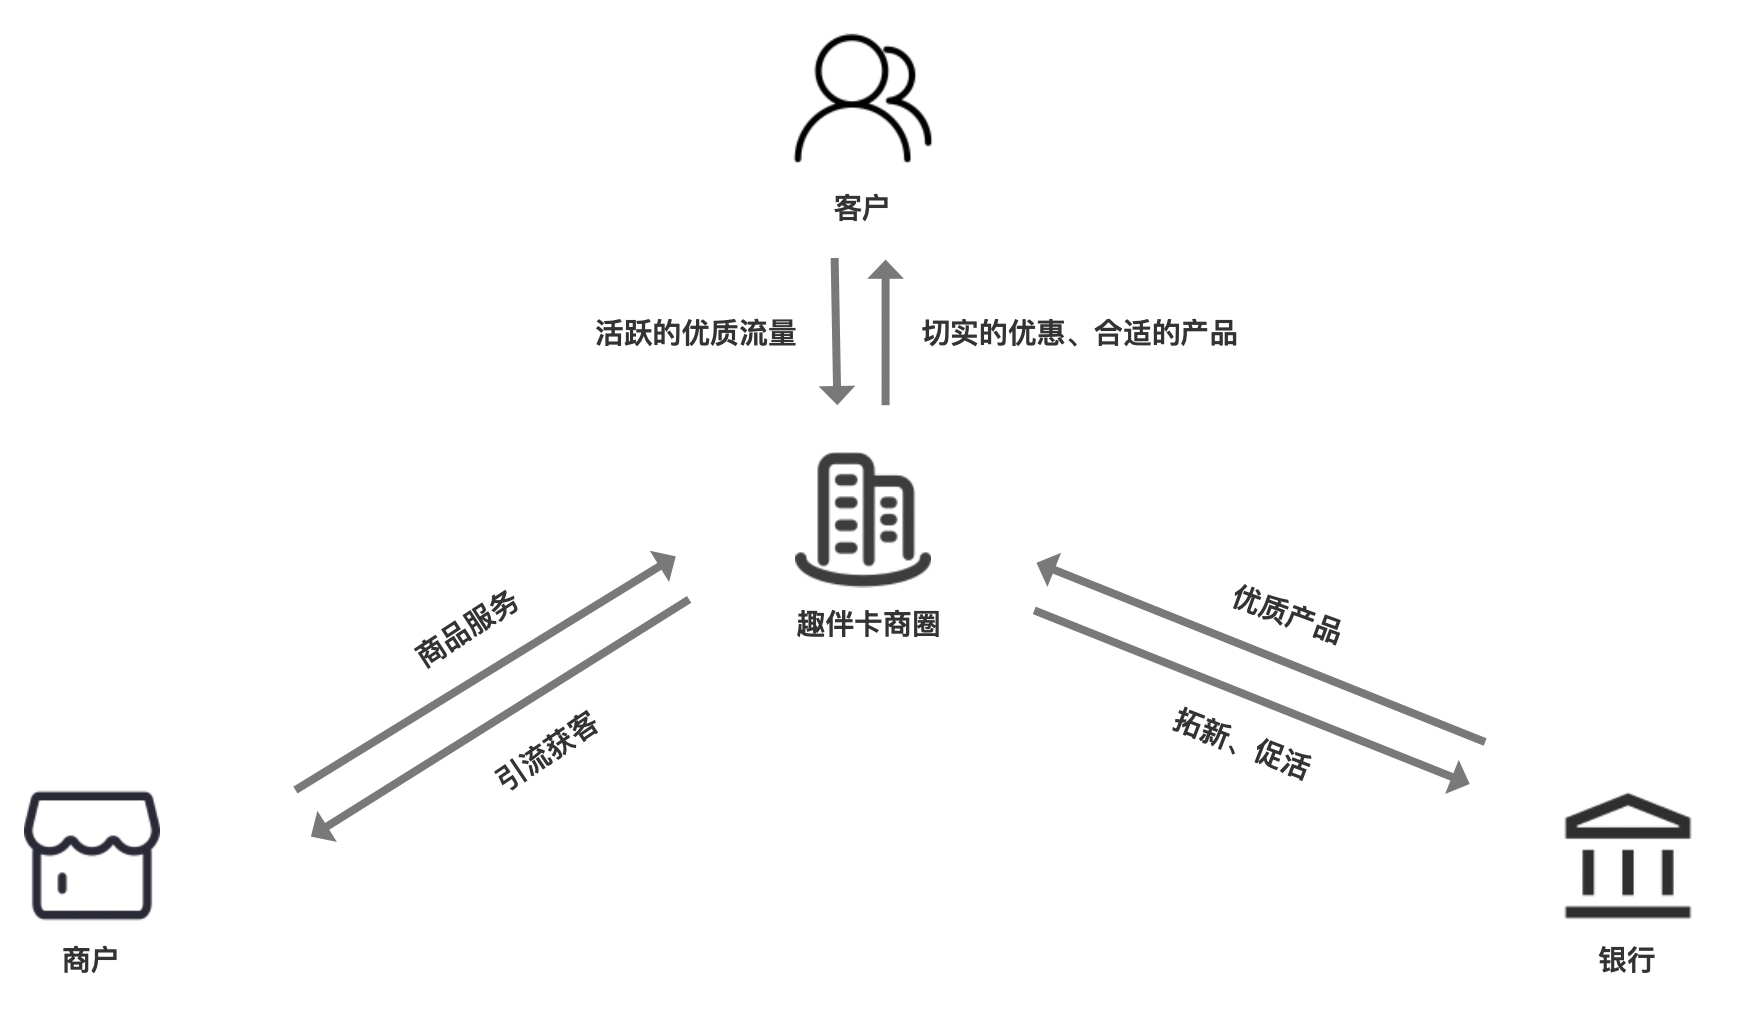 客户
活跃的优质流量
切实的优惠、合适的产品
趣伴卡商圈
商品服务
引流获客
优质产品
拓新、促活
商户
银行